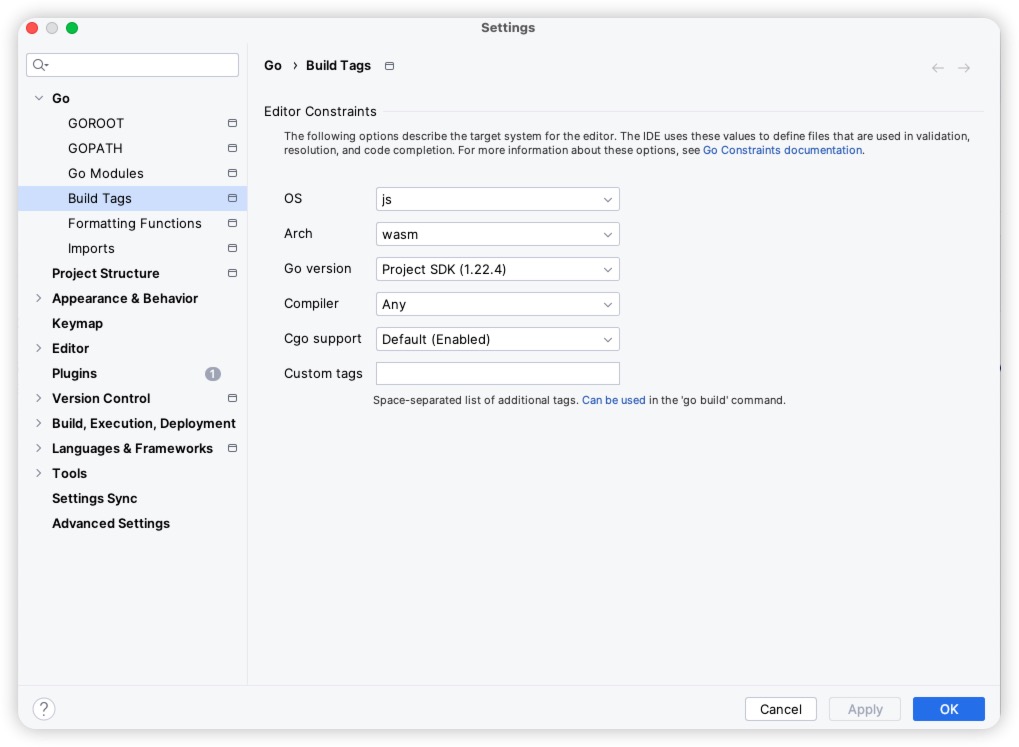 Settings
Go
GOROOT
GOPATH
Go Modules
Build Tags
Formatting Functions
Imports
Project Structure
Appearance & Behavior
Keymap
Editor
Plugins 1
Version Control
Build, Execution, Deployment
Languages & Frameworks
Tools
Settings Sync
Advanced Settings
Go › Build Tags
Editor Constraints
The following options describe the target system for the editor. The IDE uses these values to define files that are used in validation,
resolution, and code completion. For more information about these options, see Go Constraints documentation.
OS js
Arch wasm
Go version Project SDK (1.22.4)
Compiler Any
Cgo support Default (Enabled)
Custom tags
Space-separated list of additional tags. Can be used in the 'go build' command.
? Cancel Apply OK